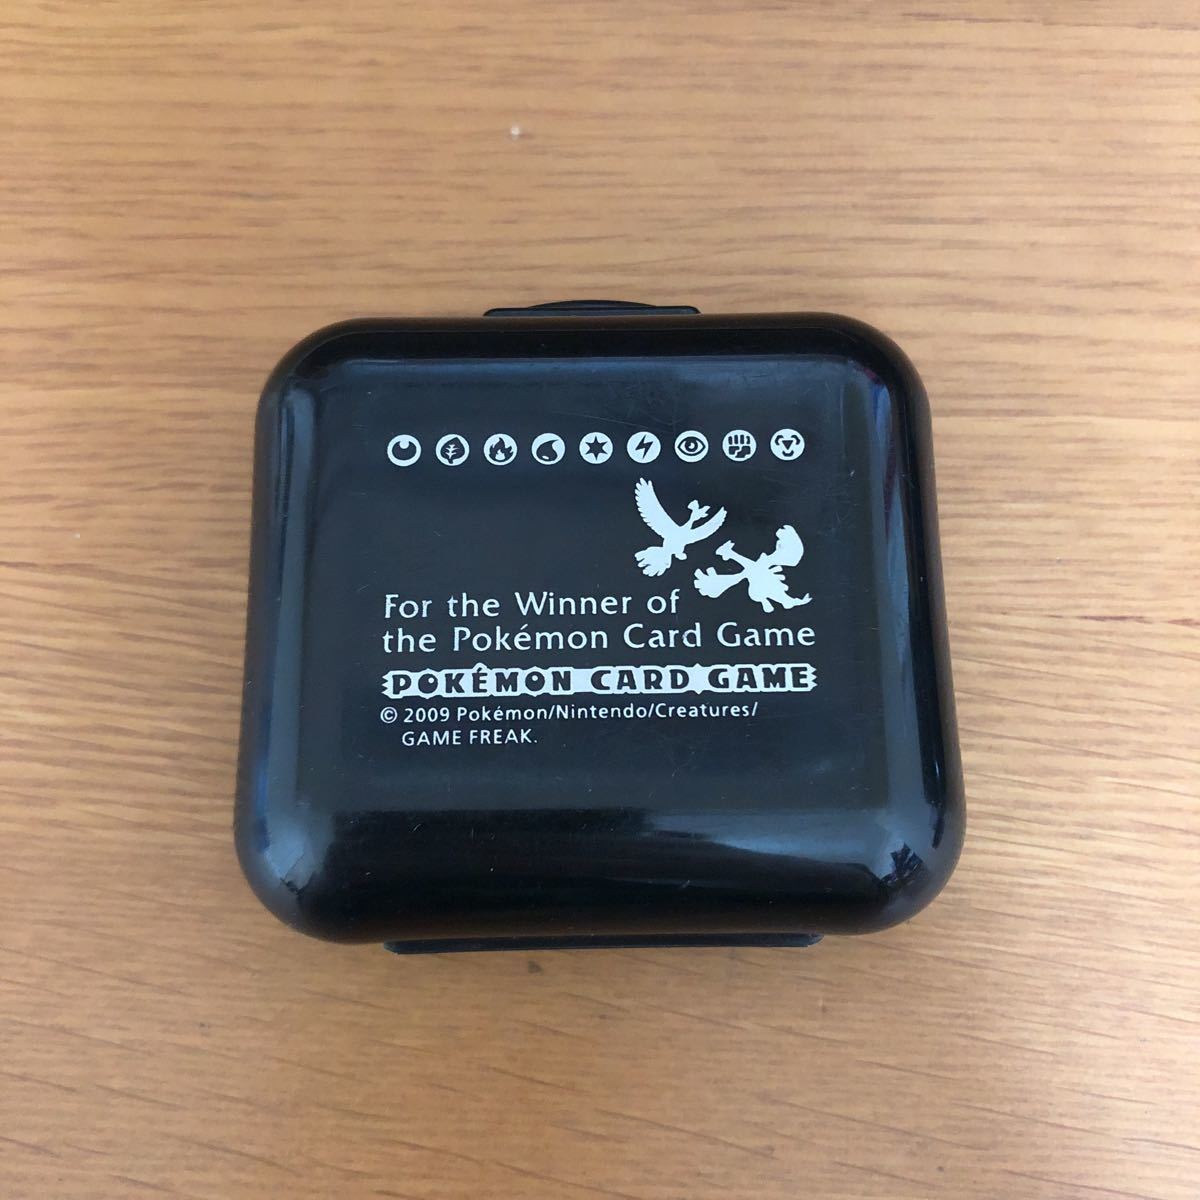 For the Winner of
the Pokémon Card Game
POKÉMON CARD GAME
© 2009 Pokémon/Nintendo/Creatures/
GAME FREAK.